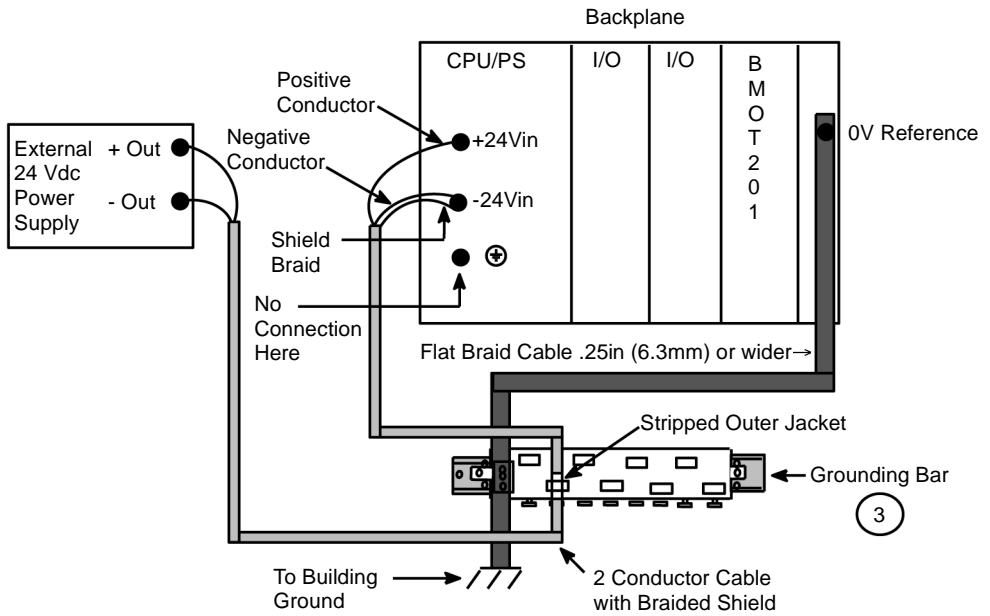 Backplane
CPU/PS
I/O
I/O
B
M
O
T
2
0
1
Positive
Conductor
Negative
Conductor
+24Vin
-24Vin
0V Reference
External
24 Vdc
Power
Supply
+ Out
- Out
Shield
Braid
No
Connection
Here
Flat Braid Cable .25in (6.3mm) or wider→
Stripped Outer Jacket
Grounding Bar
3
To Building
Ground
2 Conductor Cable
with Braided Shield